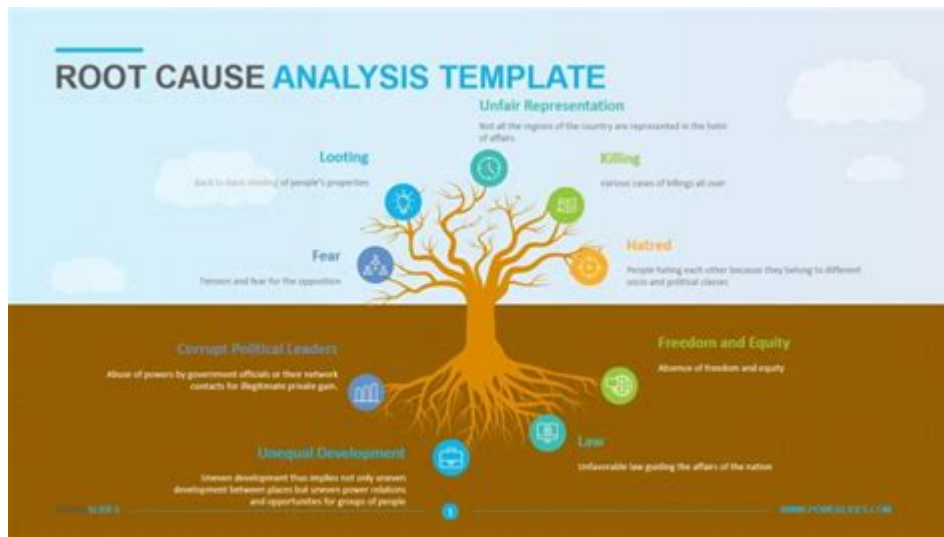 ROOT CAUSE ANALYSIS TEMPLATE
Unfair Representation
Not all the regions of the country are represented in the helm
of affairs
Looting
Back to back stealing of people's properties
Killing
Various cases of killings all over
Fear
Tension and fear for the opposition
Hatred
People hating each other because they belong to different
socio and political classes
Corrupt Political Leaders
Abuse of powers by government officials or their network
contacts for illegitimate private gain.
Freedom and Equity
Absence of freedom and equity
Law
Unfavorable law guiding the affairs of the nation
Unequal Development
Uneven development thus implies not only uneven
development between places but uneven power relations
and opportunities for groups of people
SLIDES
WWW.POWERSLIDES.COM